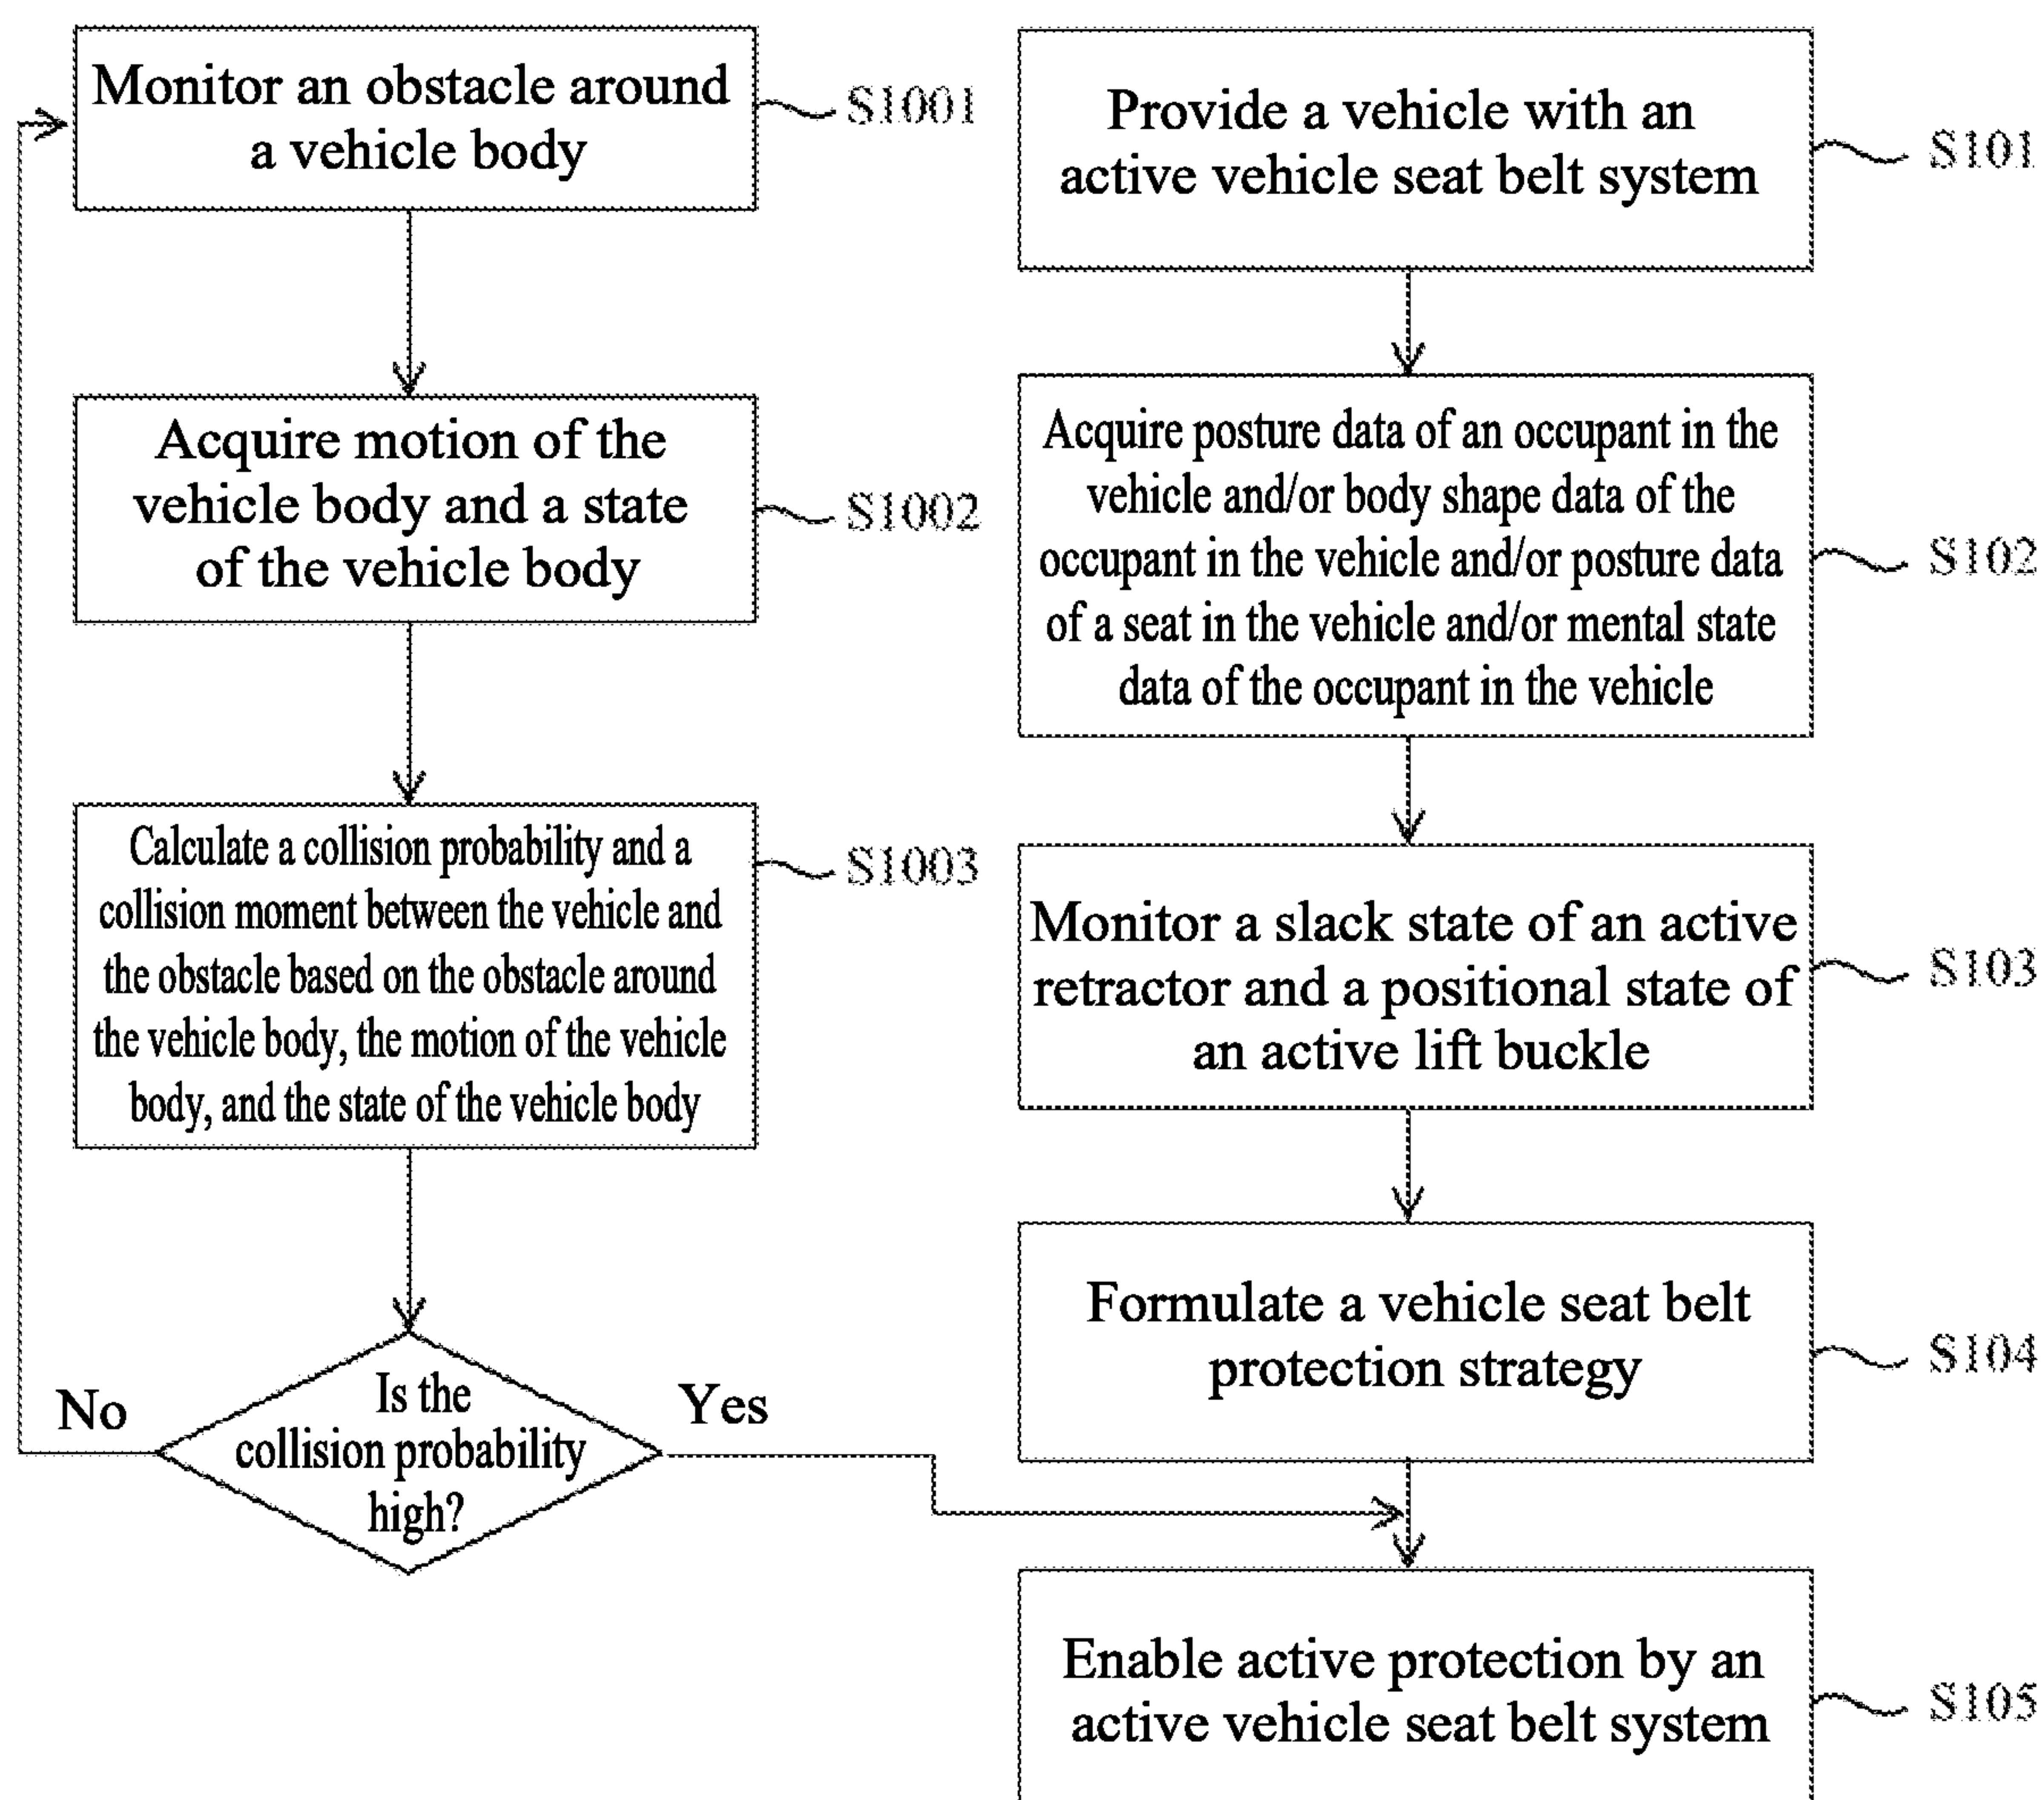 Monitor an obstacle around
a vehicle body
S1001
Acquire motion of the
vehicle body and a state
of the vehicle body
S1002
Calculate a collision probability and a
collision moment between the vehicle and
the obstacle based on the obstacle around
the vehicle body, the motion of the vehicle
body, and the state of the vehicle body
S1003
Is the
collision probability
high?
No
Yes
Provide a vehicle with an
active vehicle seat belt system
S101
Acquire posture data of an occupant in the
vehicle and/or body shape data of the
occupant in the vehicle and/or posture data
of a seat in the vehicle and/or mental state
data of the occupant in the vehicle
S102
Monitor a slack state of an active
retractor and a positional state of
an active lift buckle
S103
Formulate a vehicle seat belt
protection strategy
S104
Enable active protection by an
active vehicle seat belt system
S105